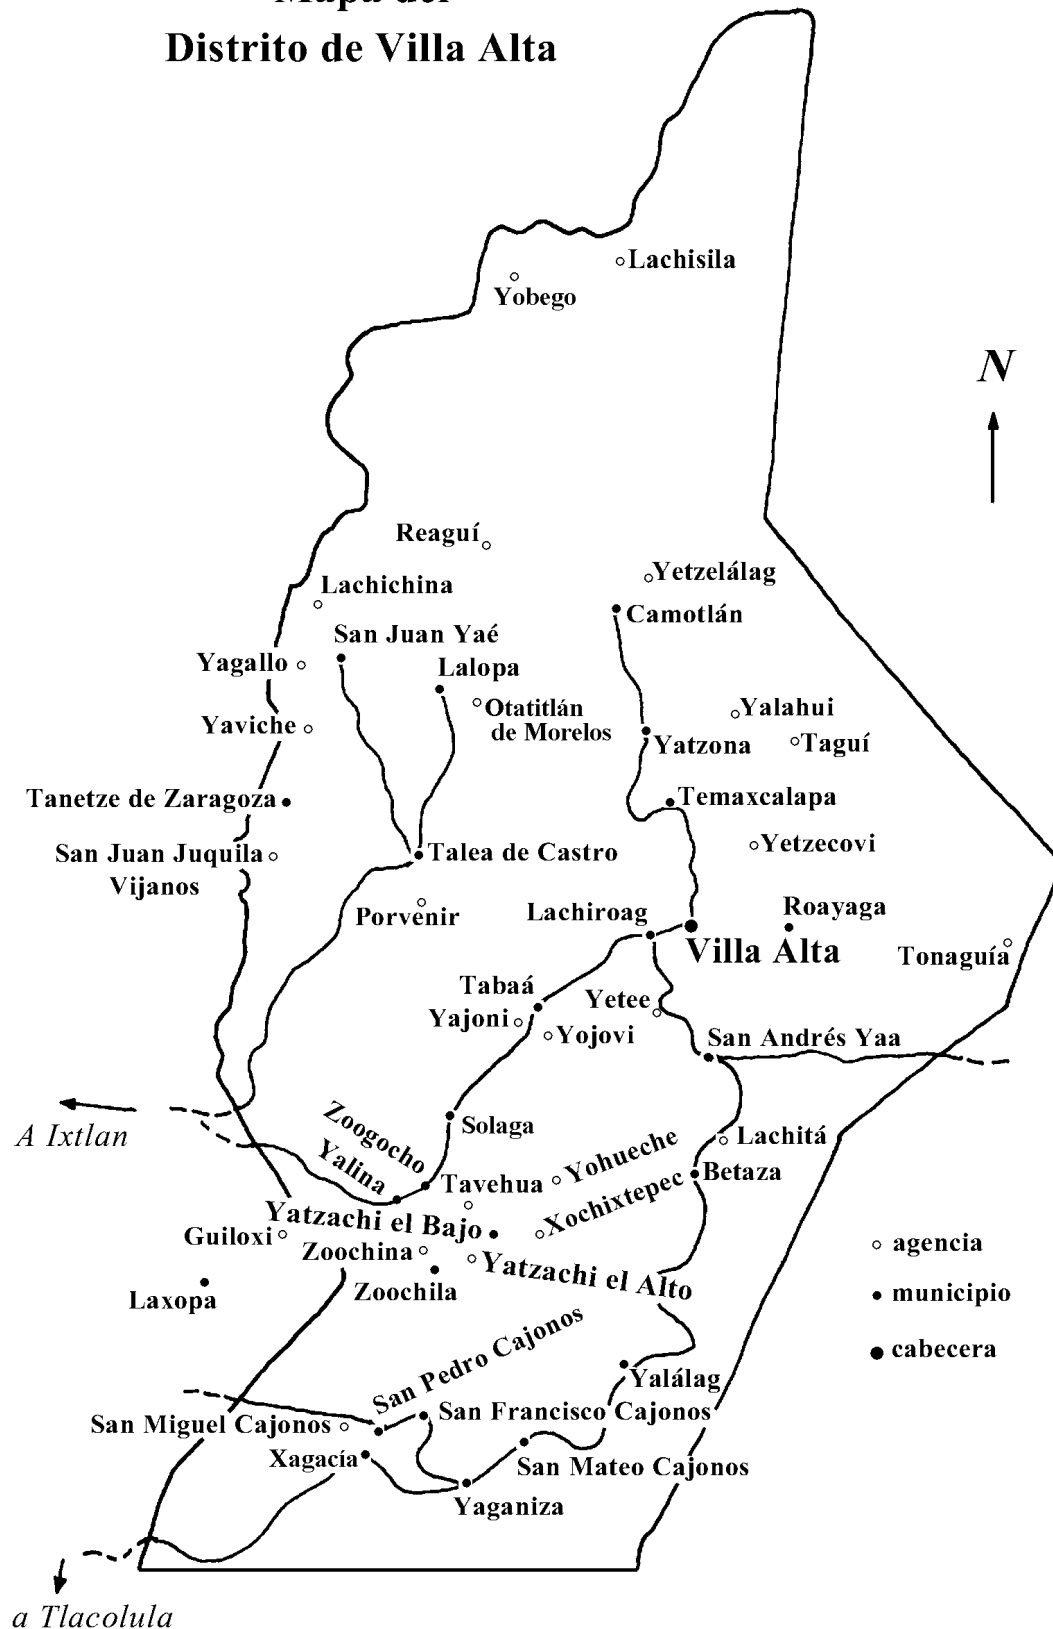 Mapa del
Distrito de Villa Alta
Lachisila
Yobego
N
Reaguí
Yetzelálag
Lachichina
Camotlán
San Juan Yaé
Yagallo
Lalopa
Otatitlán
de Morelos
Yalahui
Yaviche
Yatzona
Taguí
Tanetze de Zaragoza
Temaxcalapa
Yetzecovi
San Juan Juquila
Vijanos
Talea de Castro
Porvenir
Lachiroag
Roayaga
Villa Alta
Tonaguía
Tabaá
Yetee
Yajoni
Yojovi
San Andrés Yaa
A Ixtlan
Zoogocho
Yalina
Solaga
Yohueche
Lachitá
Tavehua
Xochixtepec
Betaza
Yatzachi el Bajo
Guiloxi
Zoochina
Yatzachi el Alto
agencia
Laxopa
Zoochila
municipio
San Pedro Cajonos
cabecera
Yalálag
San Miguel Cajonos
San Francisco Cajonos
Xagacía
San Mateo Cajonos
Yaganiza
a Tlacolula